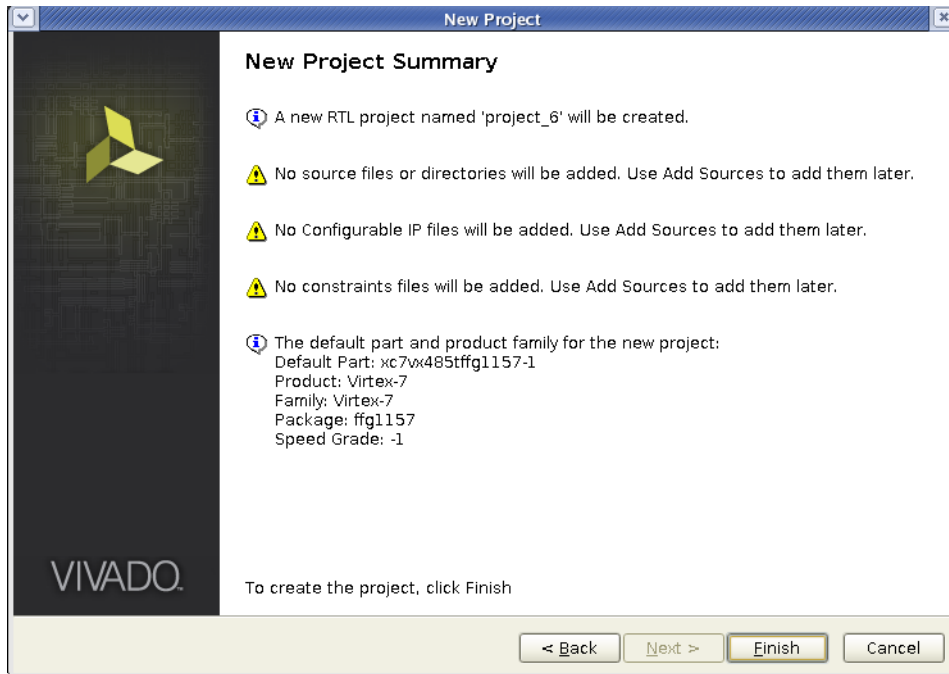 New Project
New Project Summary
A new RTL project named 'project_6' will be created.
No source files or directories will be added. Use Add Sources to add them later.
No Configurable IP files will be added. Use Add Sources to add them later.
No constraints files will be added. Use Add Sources to add them later.
The default part and product family for the new project:
Default Part: xc7vx485tffg1157-1
Product: Virtex-7
Family: Virtex-7
Package: ffg1157
Speed Grade: -1
VIVADO
To create the project, click Finish
< Back Next > Finish Cancel